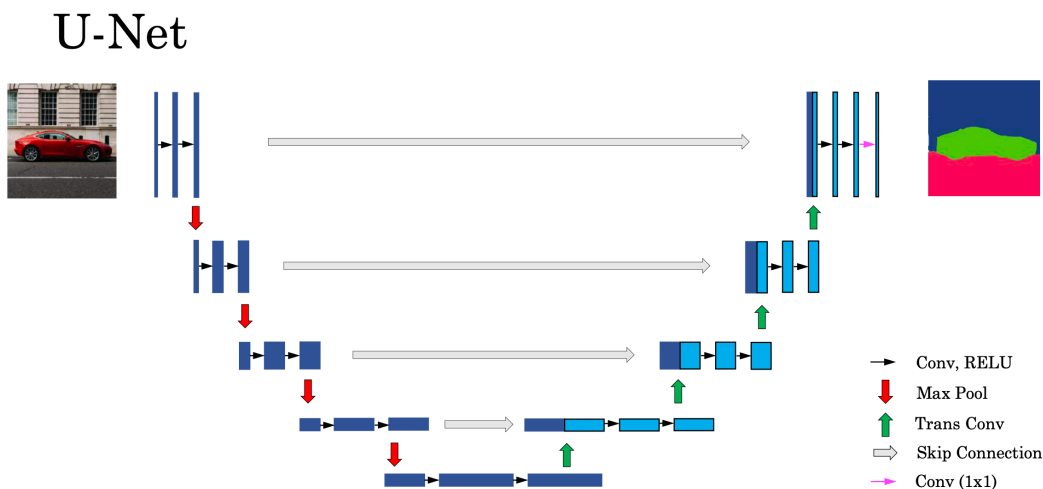 U-Net
Conv, RELU
Max Pool
Trans Conv
Skip Connection
Conv (1x1)